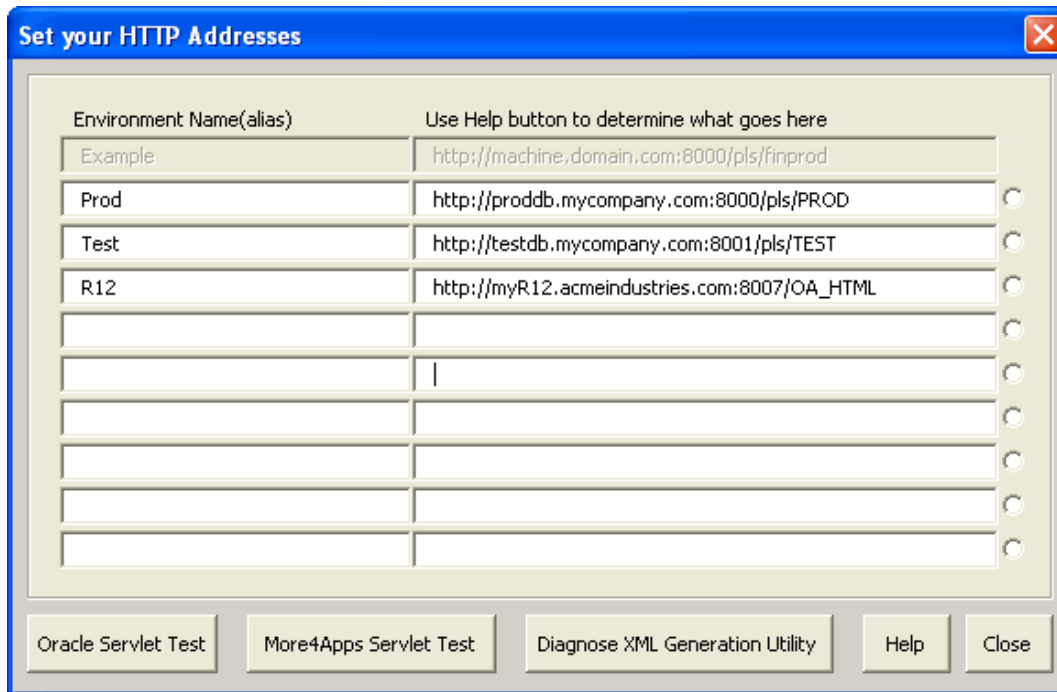 Set your HTTP Addresses
Environment Name(alias) Use Help button to determine what goes here
Example http://machine.domain.com:8000/pls/finprod
Prod http://proddb.mycompany.com:8000/pls/PROD
Test http://testdb.mycompany.com:8001/pls/TEST
R12 http://myR12.acmeindustries.com:8007/OA_HTML
Oracle Servlet Test More4Apps Servlet Test Diagnose XML Generation Utility Help Close